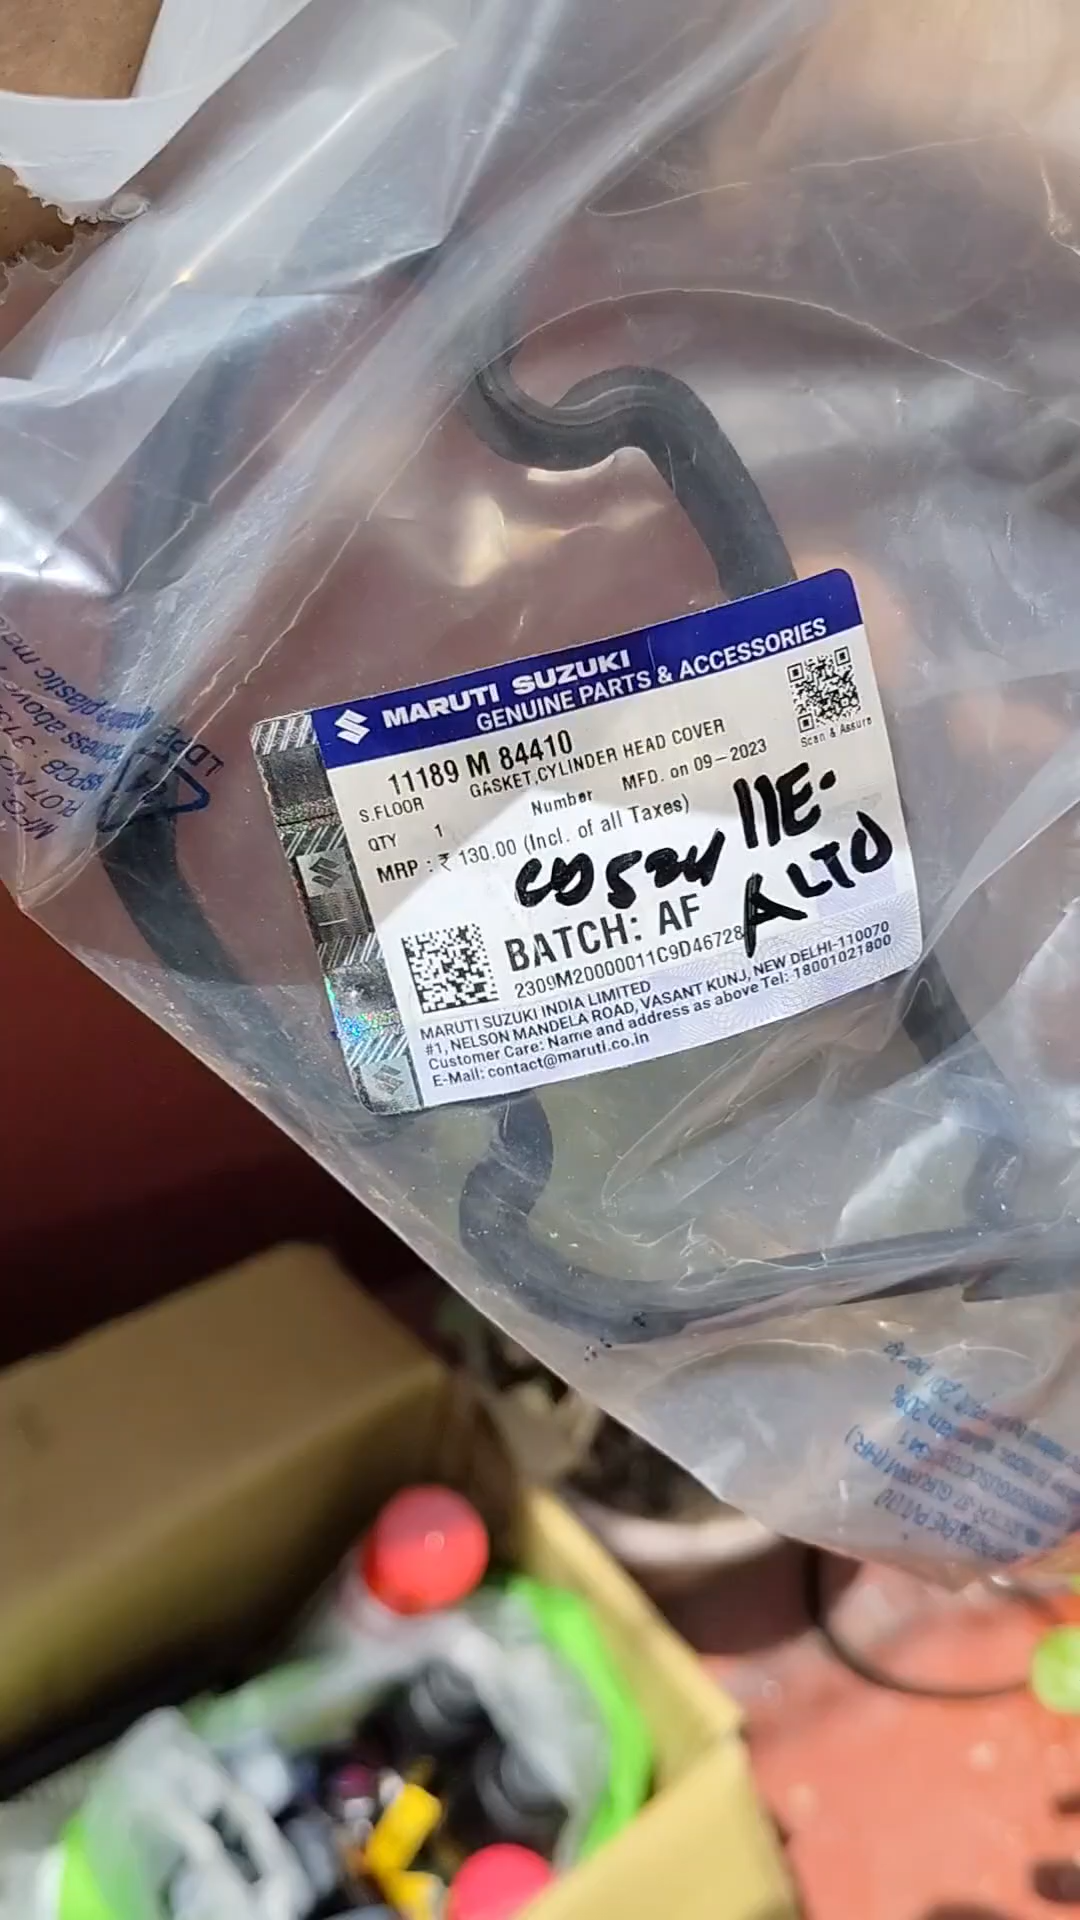 MARUTI SUZUKI
GENUINE PARTS & ACCESSORIES
11189 M 84410
GASKET,CYLINDER HEAD COVER
S.FLOOR
Number MFD. on 09-2023
QTY 1
MRP : ₹ 130.00 (Incl. of all Taxes)
Scan & Assure
11E.
ALTO
BATCH: AF
2309M20000011C9D46728
MARUTI SUZUKI INDIA LIMITED
#1, NELSON MANDELA ROAD, VASANT KUNJ, NEW DELHI-110070
Customer Care: Name and address as above Tel: 18001021800
E-Mail: contact@maruti.co.in
LDPE